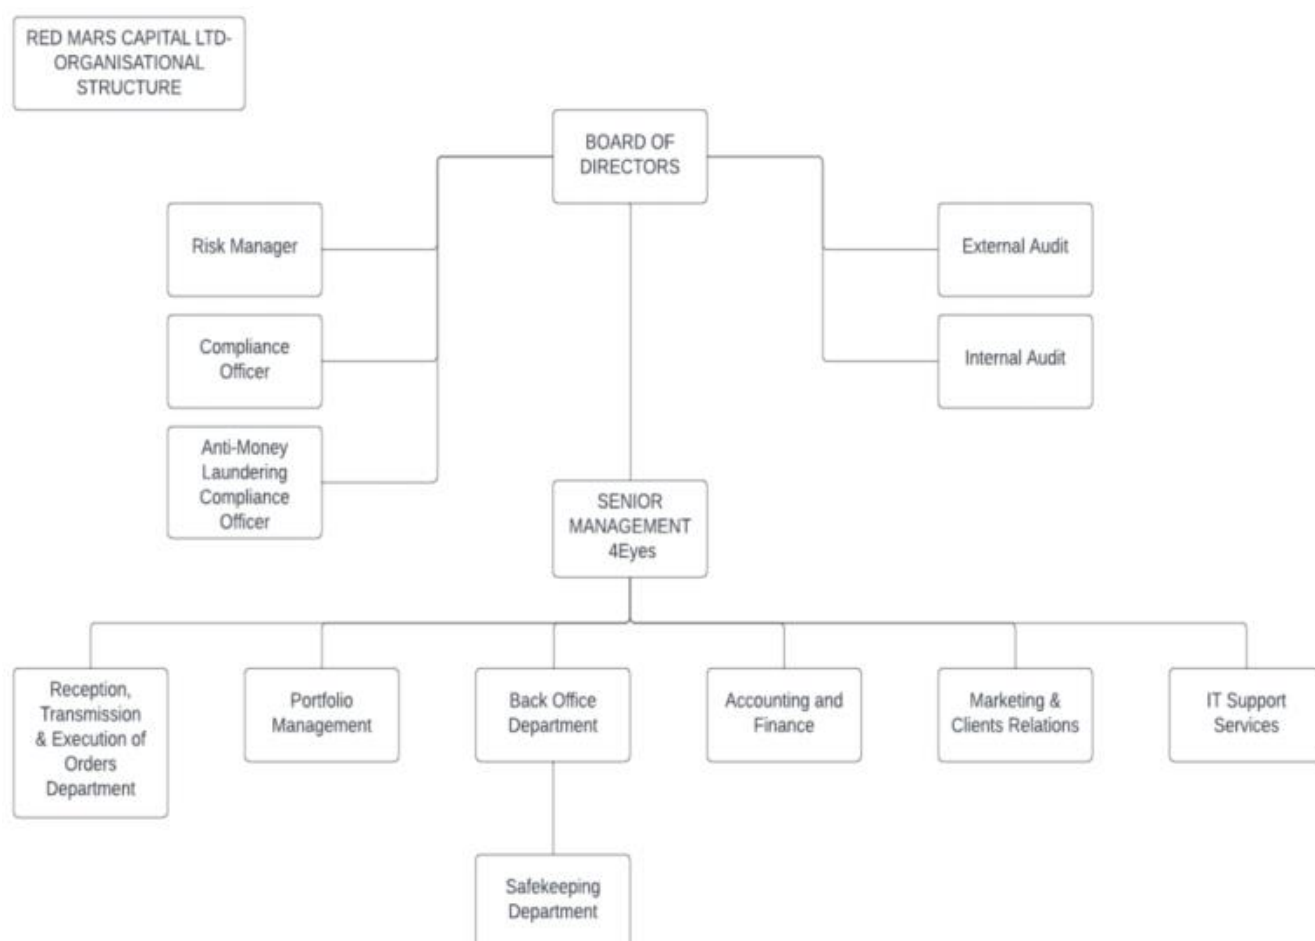 RED MARS CAPITAL LTD-
ORGANISATIONAL
STRUCTURE
BOARD OF
DIRECTORS
Risk Manager
External Audit
Compliance
Officer
Internal Audit
Anti-Money
Laundering
Compliance
Officer
SENIOR
MANAGEMENT
4Eyes
Reception,
Transmission
& Execution of
Orders
Department
Portfolio
Management
Back Office
Department
Accounting and
Finance
Marketing &
Clients Relations
IT Support
Services
Safekeeping
Department